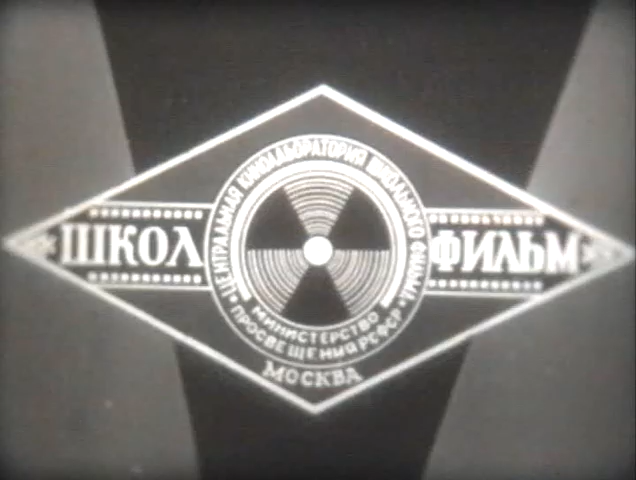 ЦЕНТРАЛЬНАЯ КИНОЛАБОРАТОРИЯ ШКОЛЬНОГО ФИЛЬМА
ШКОЛ ФИЛЬМ
МИНИСТЕРСТВО
ПРОСВЕЩЕНИЯ РСФСР
МОСКВА